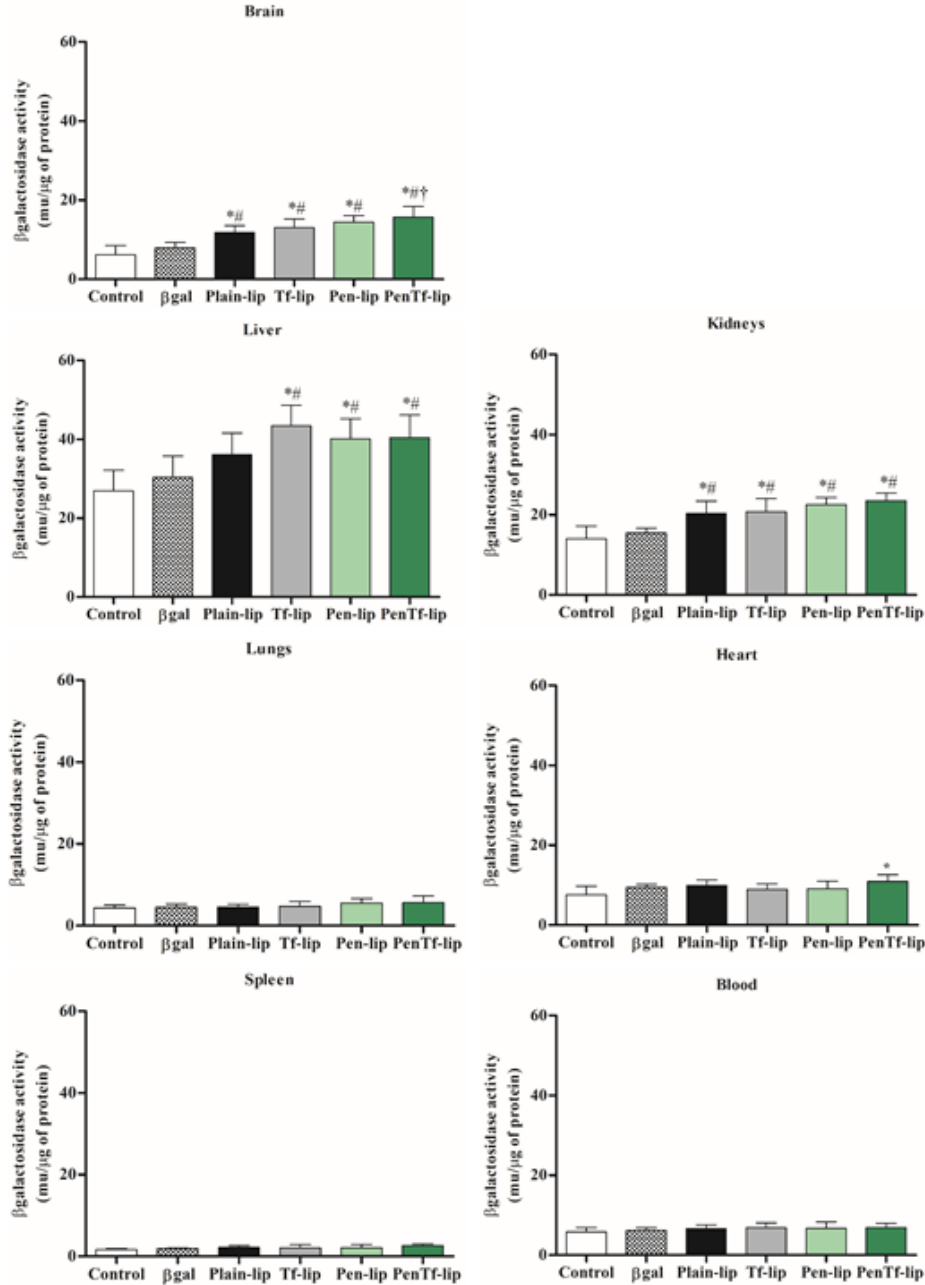 Brain
βgalactosidase activity
(mu/μg of protein)
60
40
20
0
*# *# *# *#†
Control βgal Plain-lip Tf-lip Pen-lip PenTf-lip
Liver
βgalactosidase activity
(mu/μg of protein)
60
40
20
0
*# *# *#
Control βgal Plain-lip Tf-lip Pen-lip PenTf-lip
Kidneys
βgalactosidase activity
(mu/μg of protein)
60
40
20
0
*# *# *# *#
Control βgal Plain-lip Tf-lip Pen-lip PenTf-lip
Lungs
βgalactosidase activity
(mu/μg of protein)
60
40
20
0
Control βgal Plain-lip Tf-lip Pen-lip PenTf-lip
Heart
βgalactosidase activity
(mu/μg of protein)
60
40
20
0
*
Control βgal Plain-lip Tf-lip Pen-lip PenTf-lip
Spleen
βgalactosidase activity
(mu/μg of protein)
60
40
20
0
Control βgal Plain-lip Tf-lip Pen-lip PenTf-lip
Blood
βgalactosidase activity
(mu/μg of protein)
60
40
20
0
Control βgal Plain-lip Tf-lip Pen-lip PenTf-lip